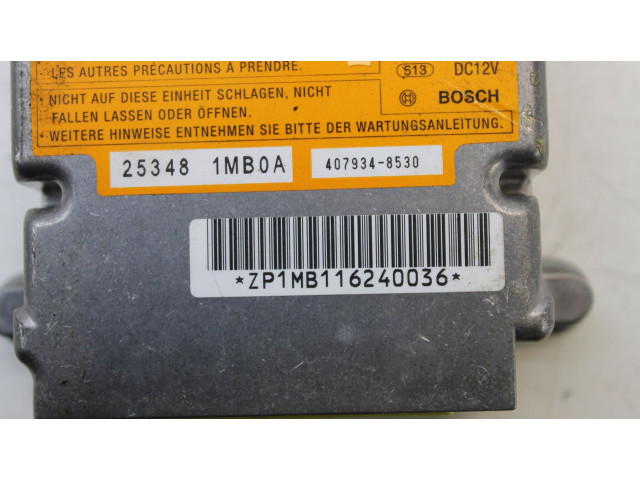 LES AUTRES PRÉCAUTIONS À PRENDRE.
S13 DC12V
• NICHT AUF DIESE EINHEIT SCHLAGEN, NICHT
FALLEN LASSEN ODER ÖFFNEN.
BOSCH
• WEITERE HINWEISE ENTNEHMEN SIE BITTE DER WARTUNGSANLEITUNG.
25348 1MB0A
407934-8530
*ZP1MB116240036*